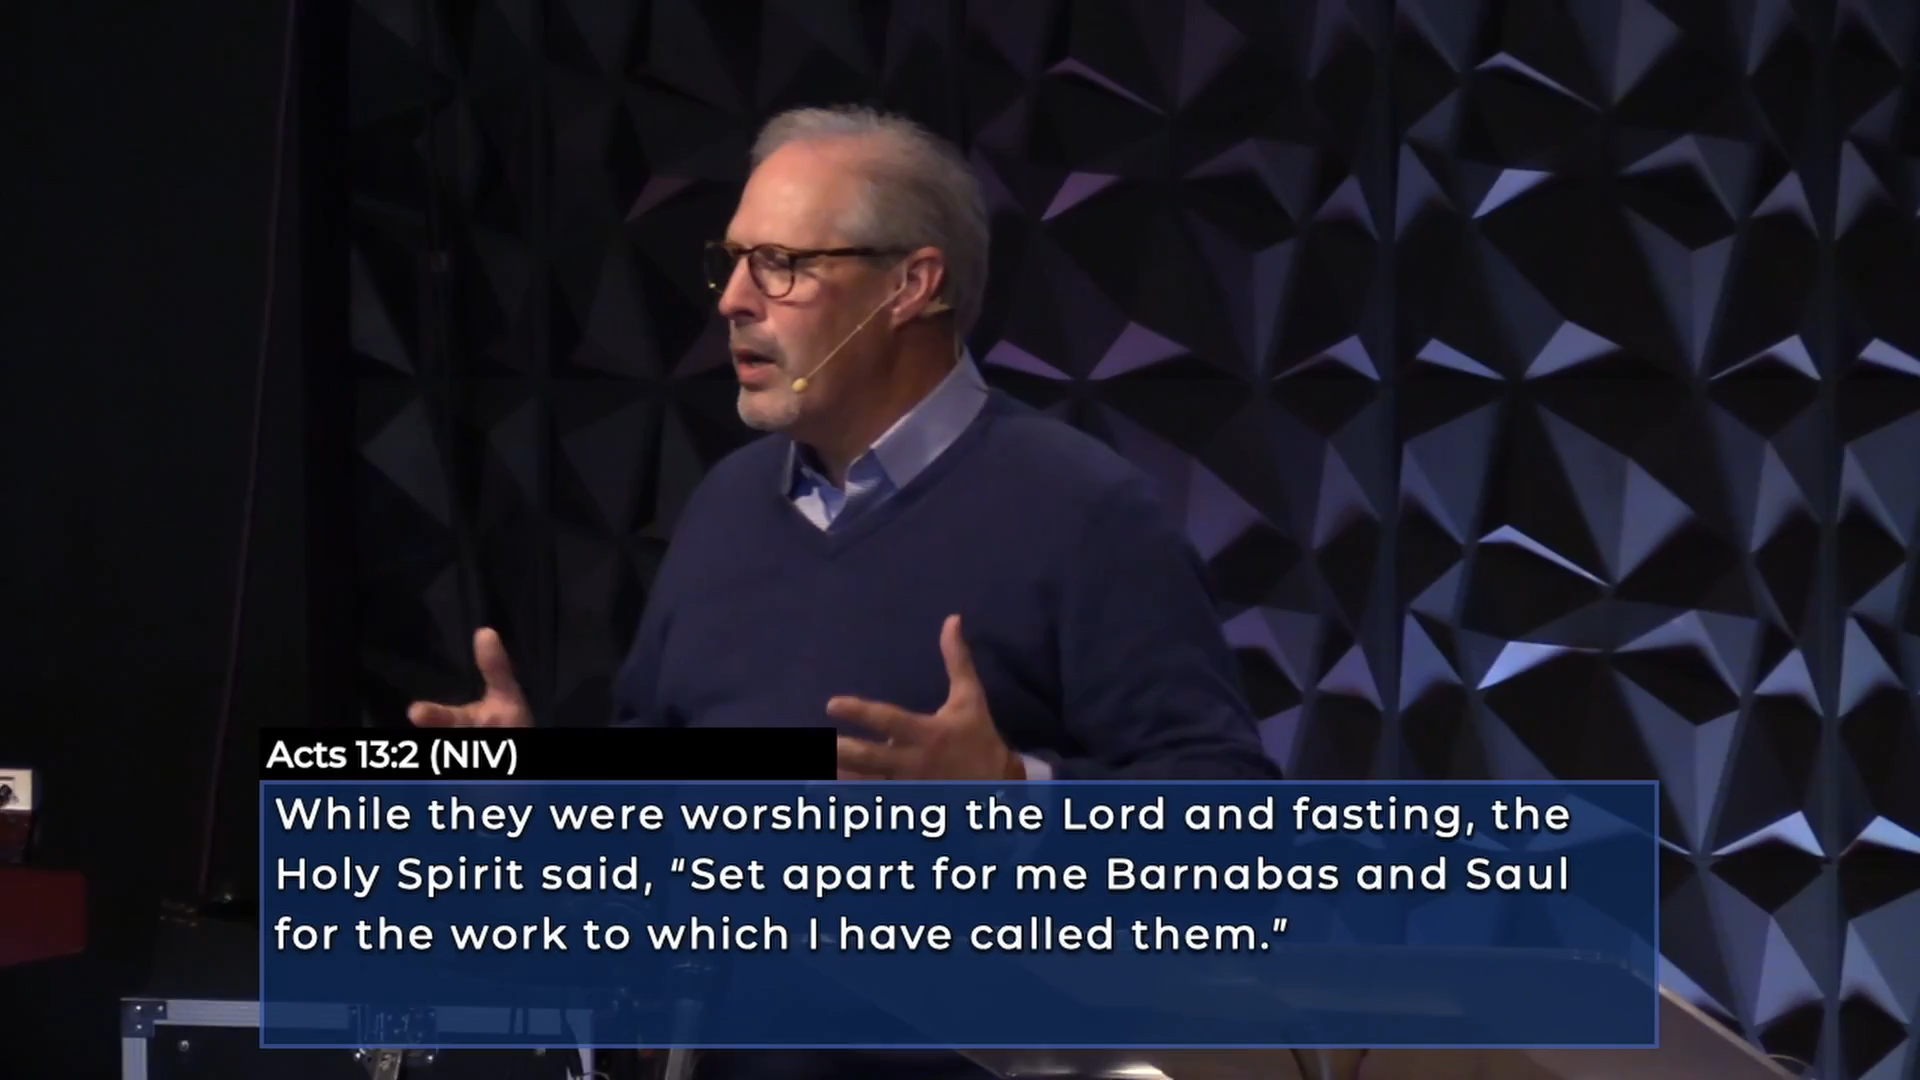 Acts 13:2 (NIV)
While they were worshiping the Lord and fasting, the
Holy Spirit said, “Set apart for me Barnabas and Saul
for the work to which I have called them.”